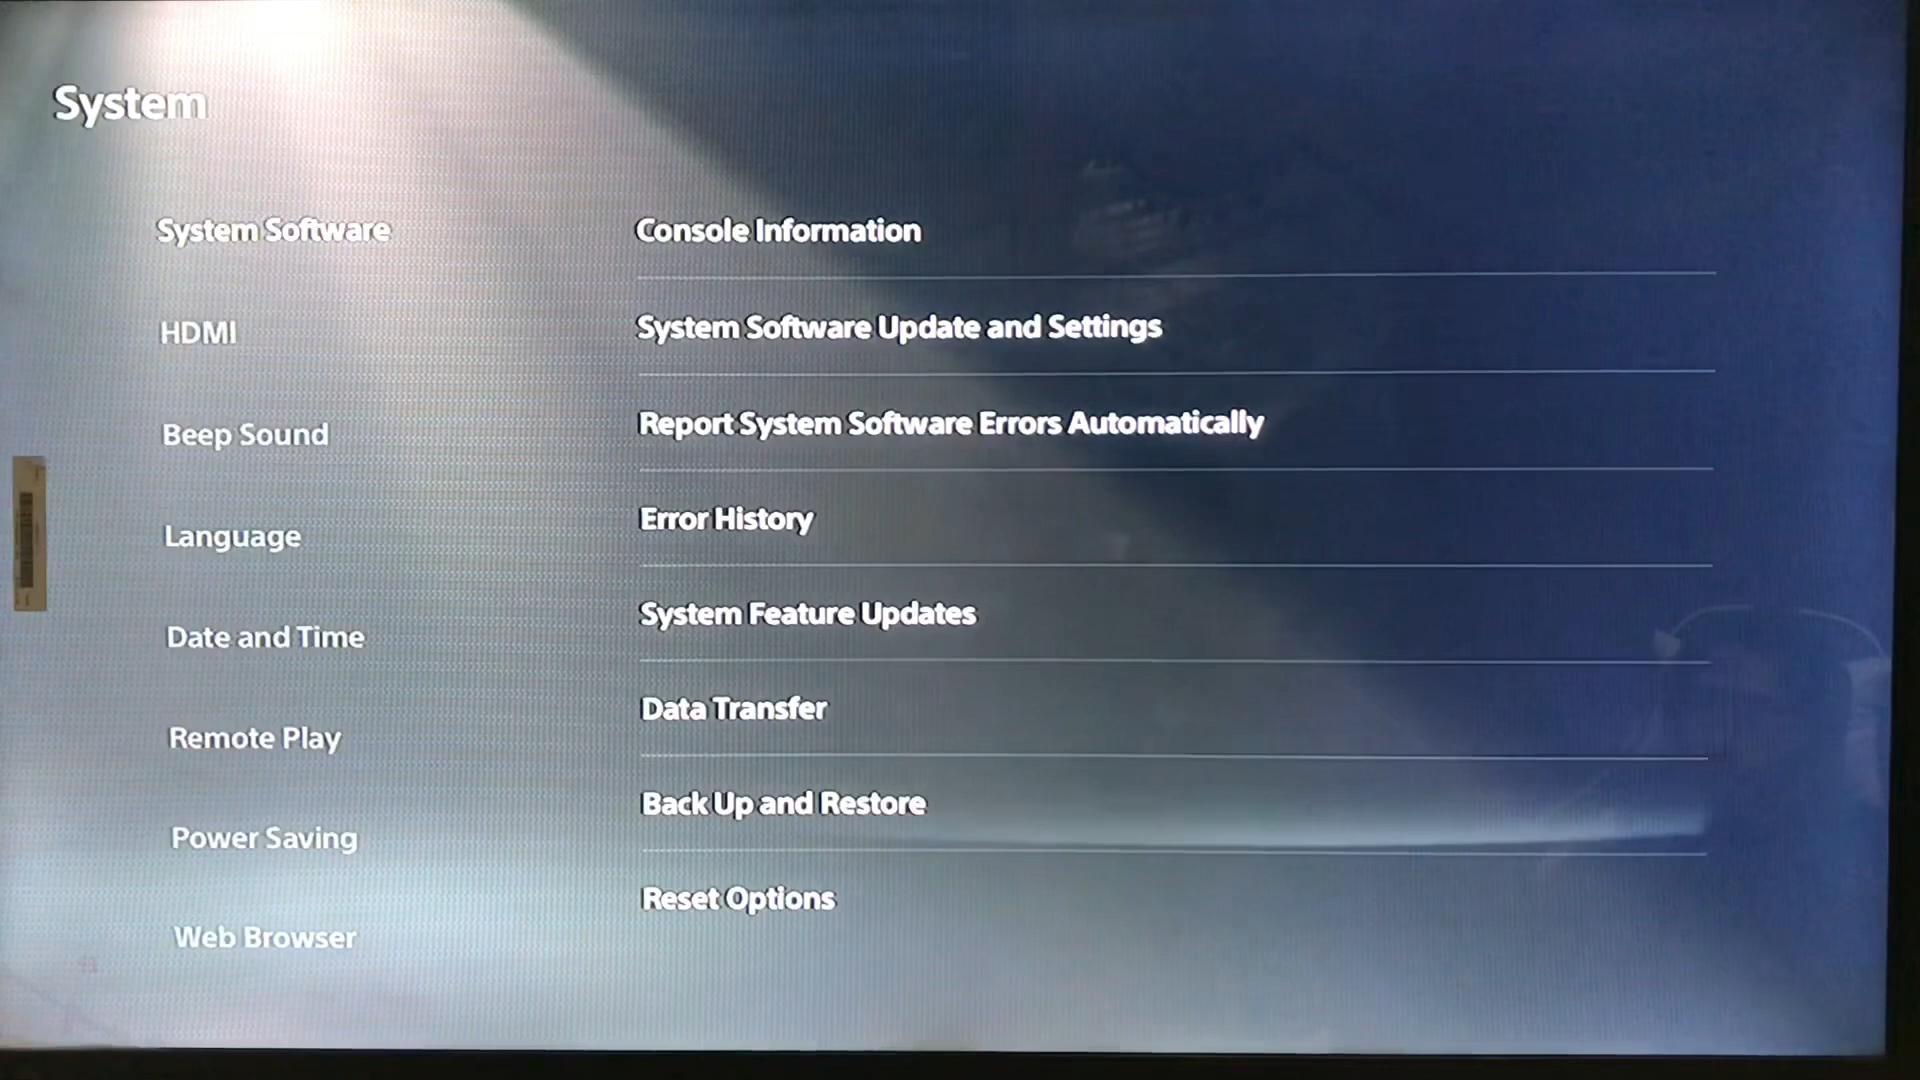 System
System Software
HDMI
Beep Sound
Language
Date and Time
Remote Play
Power Saving
Web Browser
Console Information
System Software Update and Settings
Report System Software Errors Automatically
Error History
System Feature Updates
Data Transfer
Back Up and Restore
Reset Options